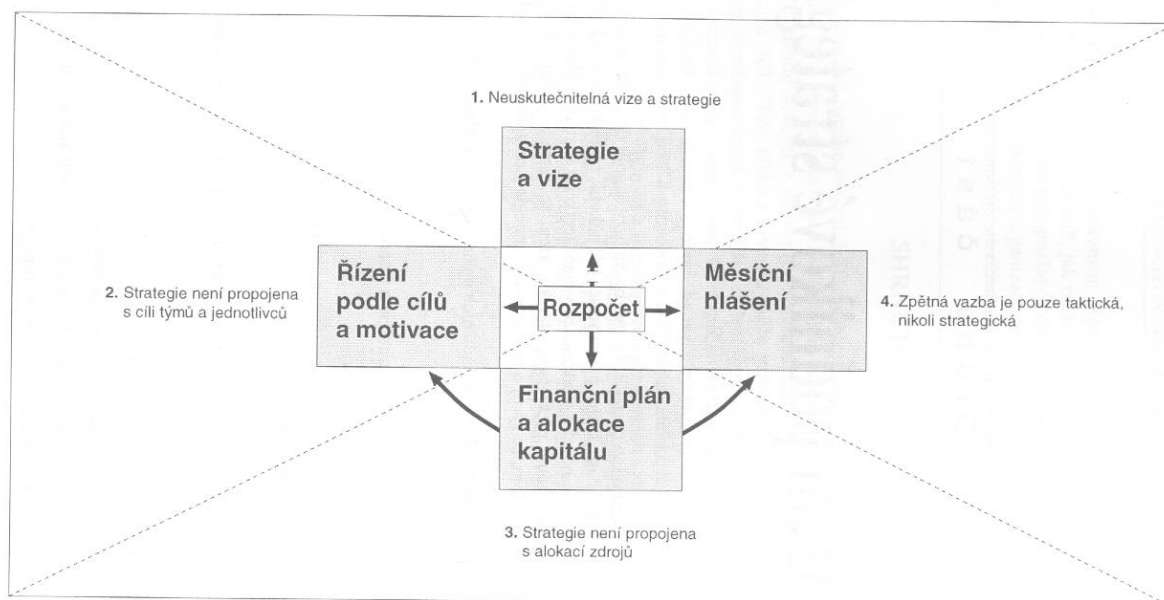 1. Neuskutečnitelná vize a strategie
Strategie
a vize
Řízení
podle cílů
a motivace
Rozpočet
Měsíční
hlášení
2. Strategie není propojena
s cíli týmů a jednotlivců
4. Zpětná vazba je pouze taktická,
nikoli strategická
Finanční plán
a alokace
kapitálu
3. Strategie není propojena
s alokací zdrojů